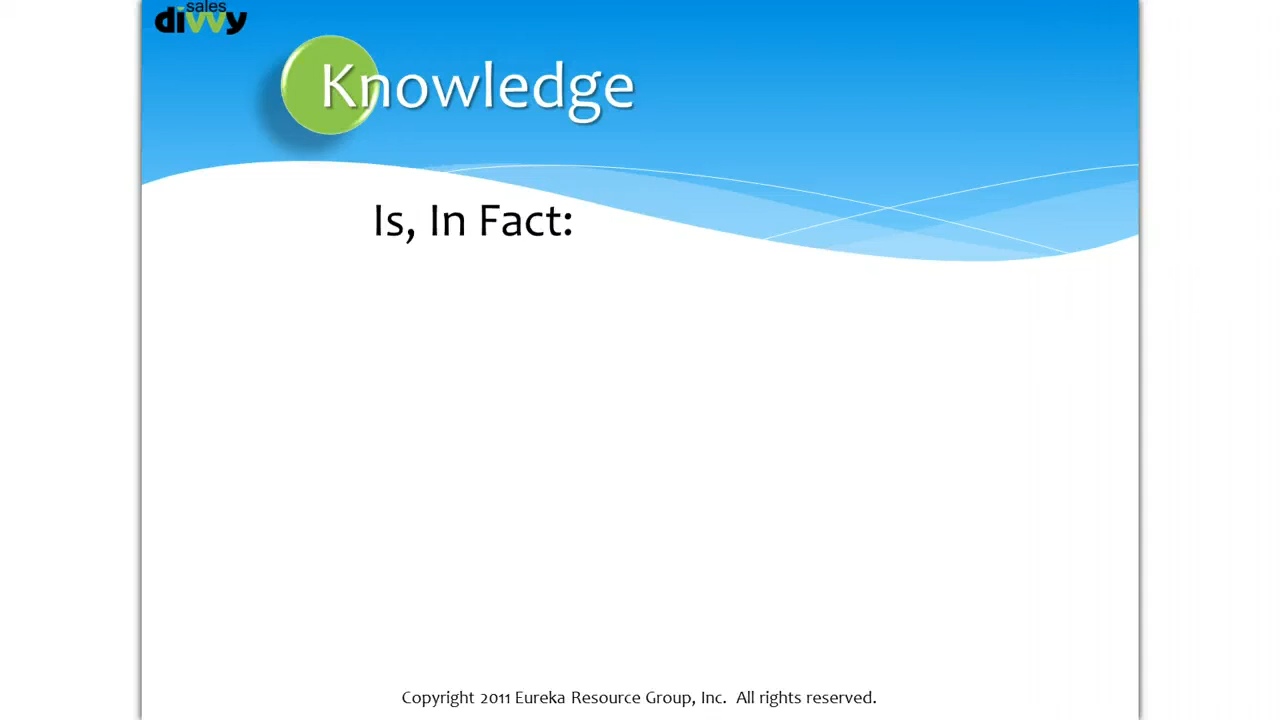 sales
divvy
Knowledge
Is, In Fact:
Copyright 2011 Eureka Resource Group, Inc.  All rights reserved.